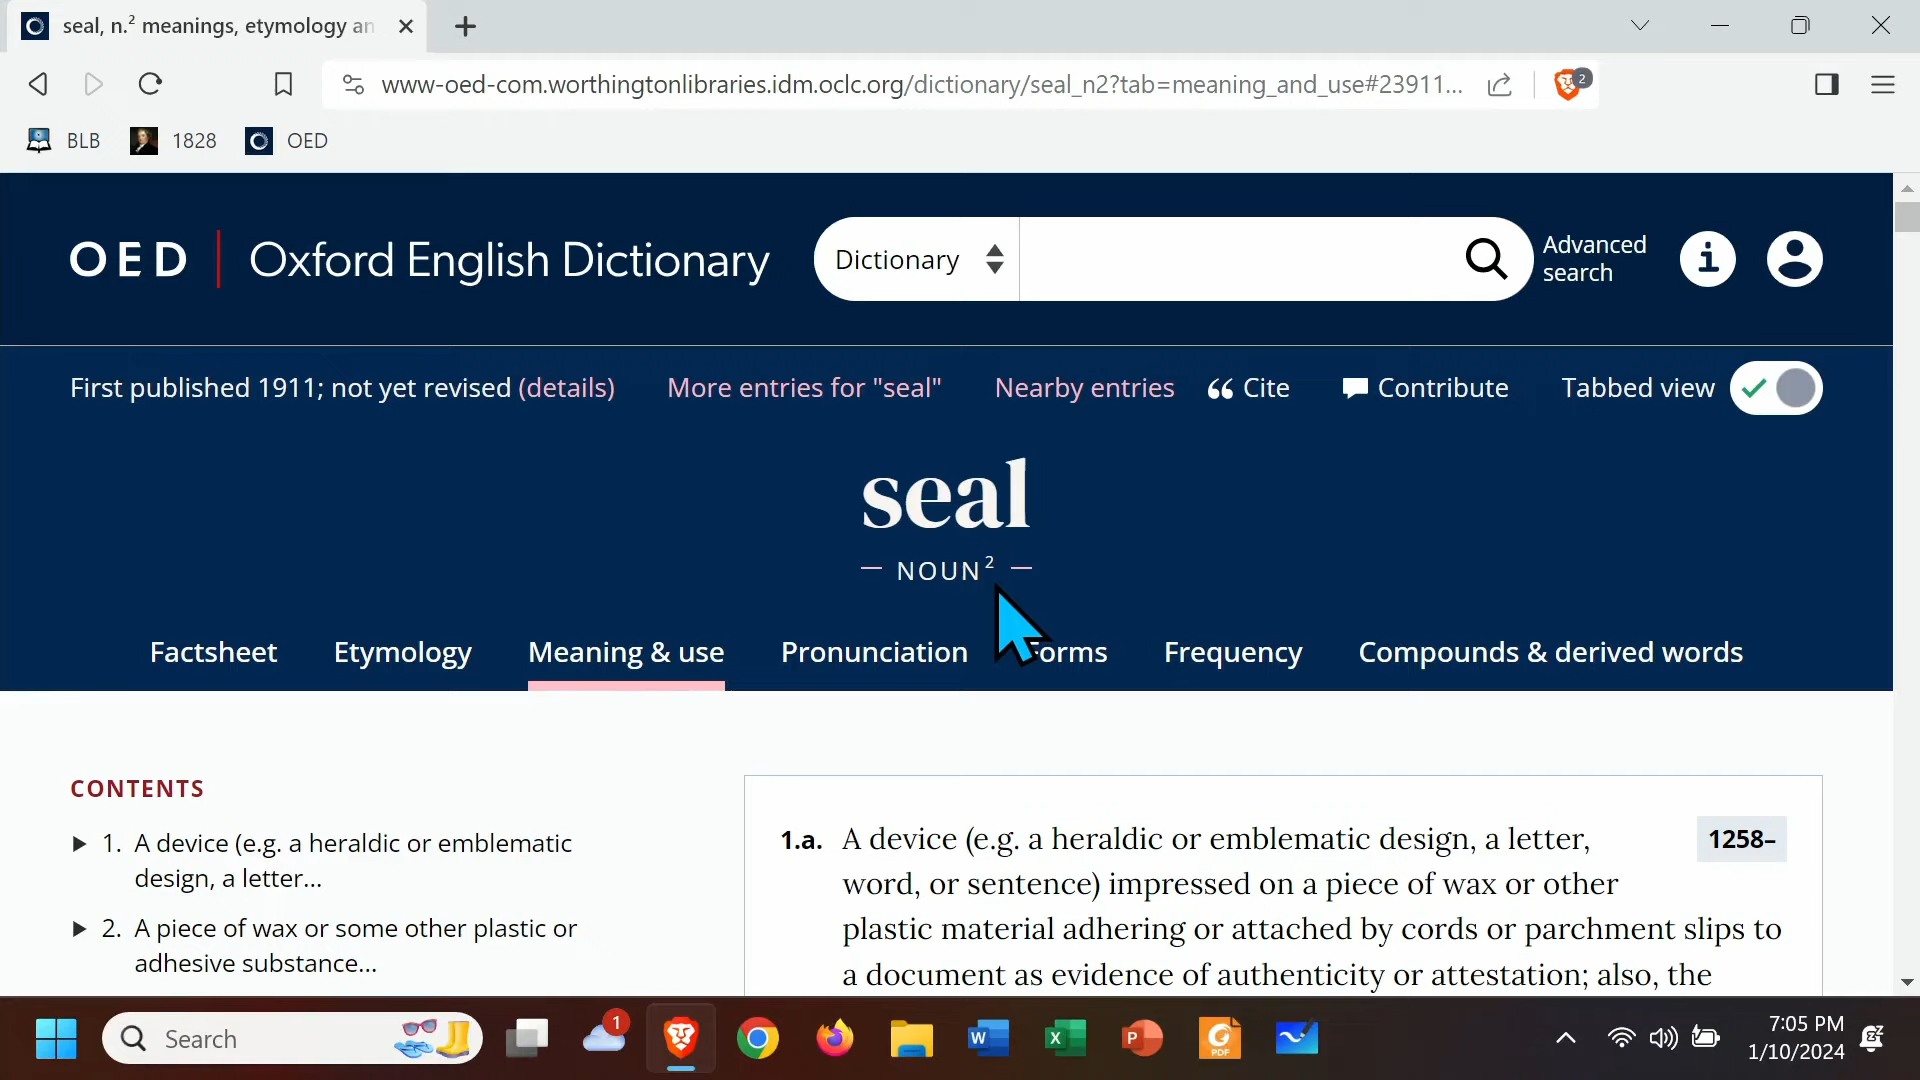 seal, n.² meanings, etymology an
www-oed-com.worthingtonlibraries.idm.oclc.org/dictionary/seal_n2?tab=meaning_and_use#23911...
2
BLB
1828
OED
OED | Oxford English Dictionary
Dictionary
Advanced
search
First published 1911; not yet revised (details)
More entries for "seal"
Nearby entries
Cite
Contribute
Tabbed view
seal
NOUN²
Factsheet
Etymology
Meaning & use
Pronunciation
Forms
Frequency
Compounds & derived words
CONTENTS
1. A device (e.g. a heraldic or emblematic
design, a letter...
2. A piece of wax or some other plastic or
adhesive substance...
1.a. A device (e.g. a heraldic or emblematic design, a letter,
1258–
word, or sentence) impressed on a piece of wax or other
plastic material adhering or attached by cords or parchment slips to
a document as evidence of authenticity or attestation; also, the
Search
1
W
X
P
PDF
7:05 PM
1/10/2024